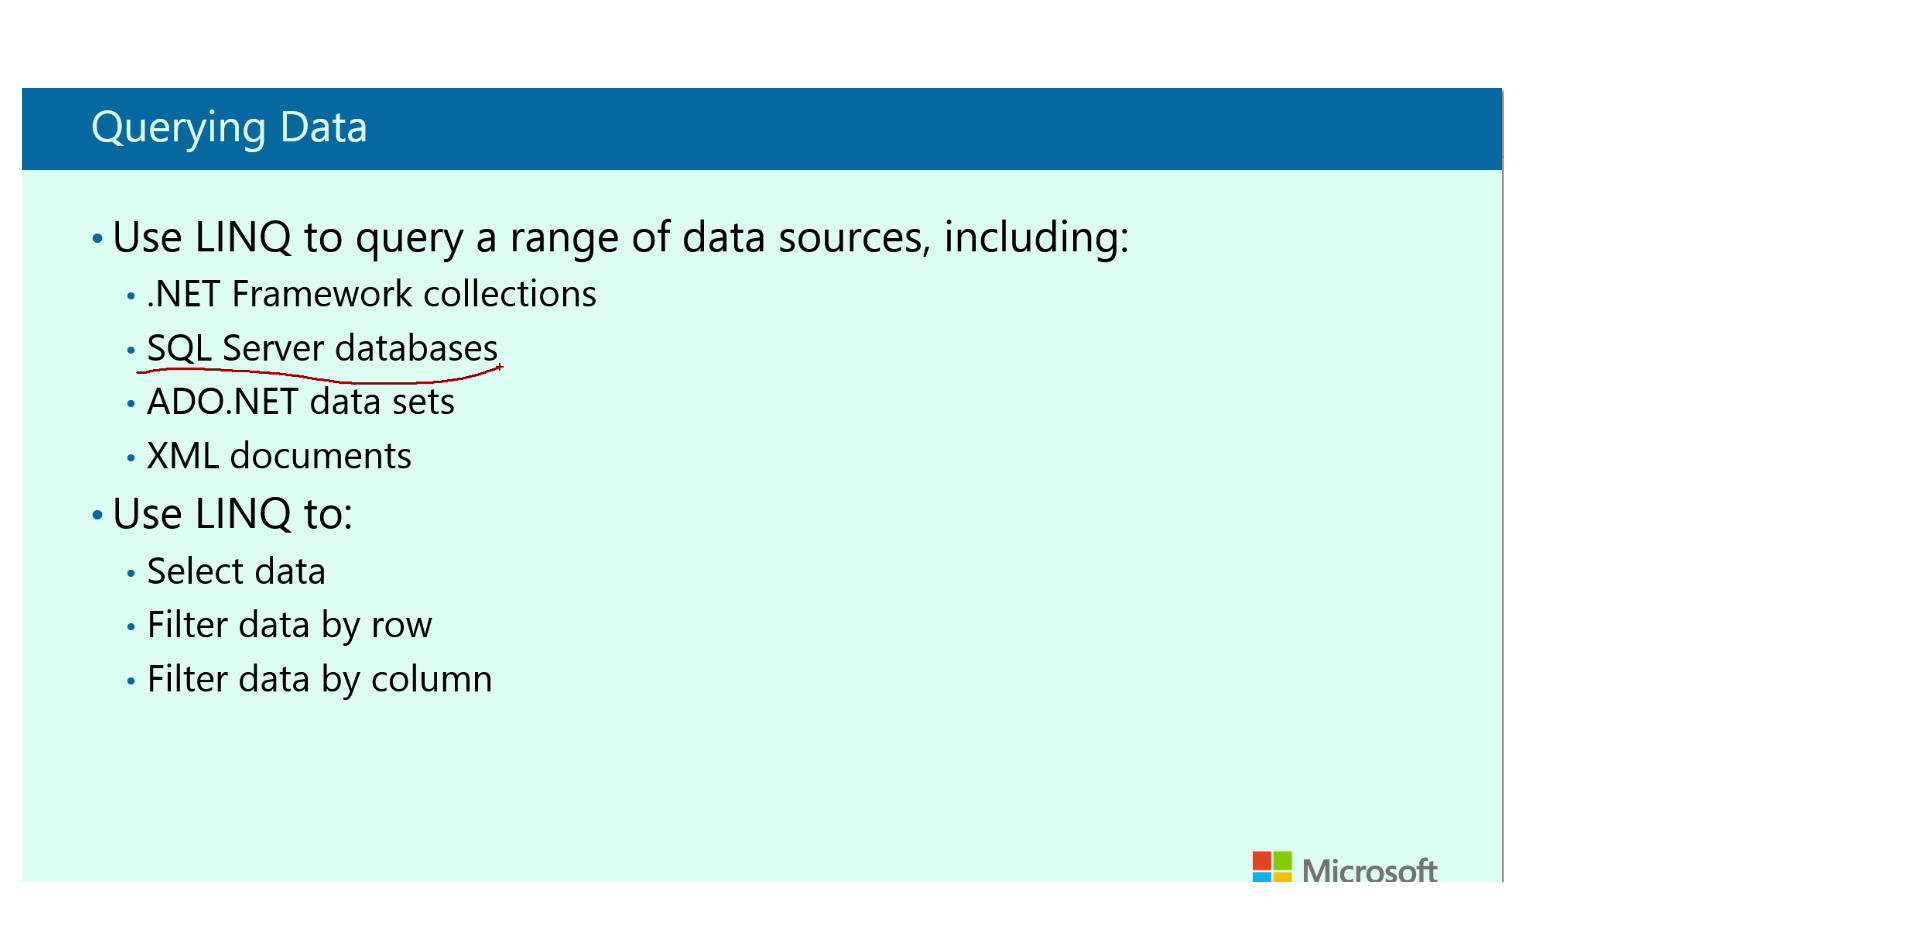 Querying Data
• Use LINQ to query a range of data sources, including:
• .NET Framework collections
• SQL Server databases
• ADO.NET data sets
• XML documents
• Use LINQ to:
• Select data
• Filter data by row
• Filter data by column
Microsoft